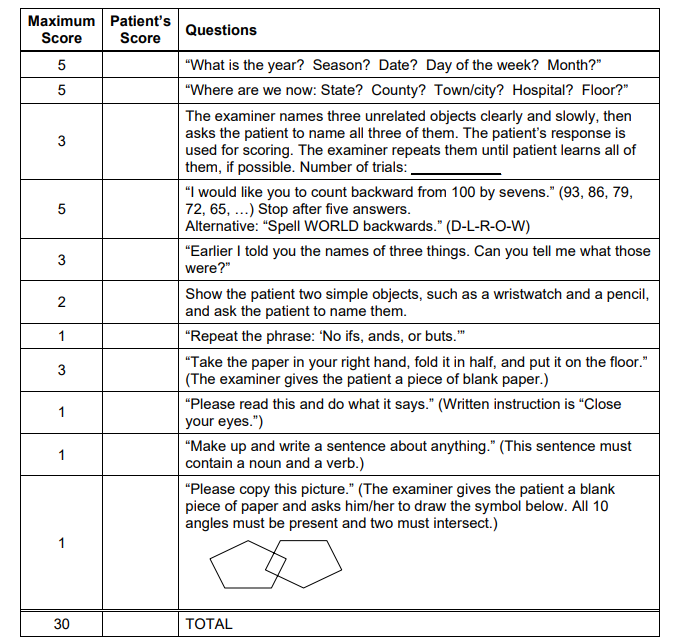 Maximum Score
Patient’s Score
Questions
5
“What is the year?  Season?  Date?  Day of the week?  Month?”
5
“Where are we now: State?  County?  Town/city?  Hospital?  Floor?”
3
The examiner names three unrelated objects clearly and slowly, then
asks the patient to name all three of them. The patient’s response is
used for scoring. The examiner repeats them until patient learns all of
them, if possible. Number of trials: ___________
5
“I would like you to count backward from 100 by sevens.” (93, 86, 79,
72, 65, …) Stop after five answers.
Alternative: “Spell WORLD backwards.” (D-L-R-O-W)
3
“Earlier I told you the names of three things. Can you tell me what those
were?”
2
Show the patient two simple objects, such as a wristwatch and a pencil,
and ask the patient to name them.
1
“Repeat the phrase: ‘No ifs, ands, or buts.’”
3
“Take the paper in your right hand, fold it in half, and put it on the floor.”
(The examiner gives the patient a piece of blank paper.)
1
“Please read this and do what it says.” (Written instruction is “Close
your eyes.”)
1
“Make up and write a sentence about anything.” (This sentence must
contain a noun and a verb.)
1
“Please copy this picture.” (The examiner gives the patient a blank
piece of paper and asks him/her to draw the symbol below. All 10
angles must be present and two must intersect.)
30
TOTAL